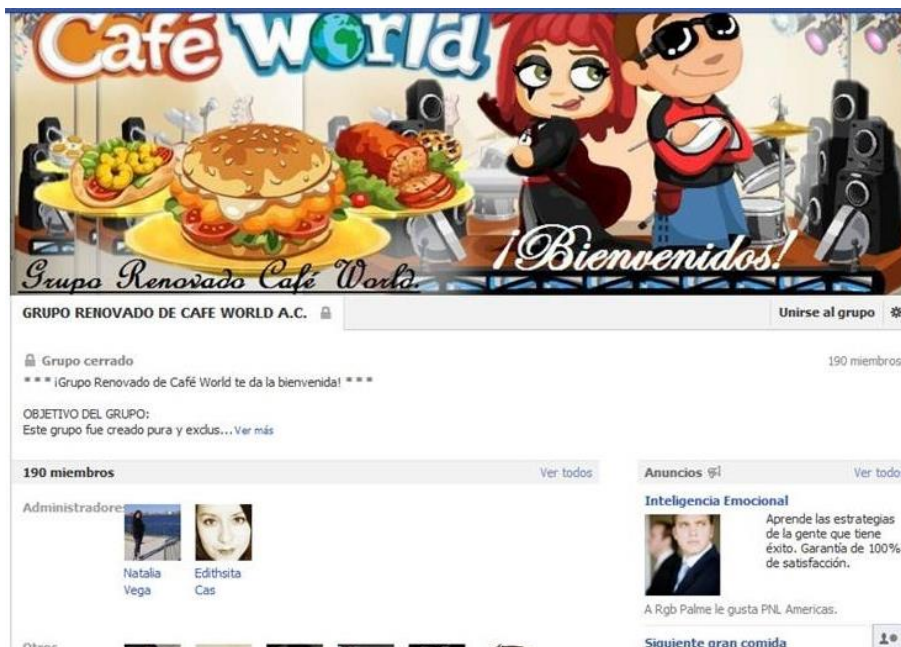 Café World
¡Bienvenidos!
Grupo Renovado Café World.
GRUPO RENOVADO DE CAFE WORLD A.C.
Unirse al grupo
Grupo cerrado
190 miembros
* * * ¡Grupo Renovado de Café World te da la bienvenida! * * *
OBJETIVO DEL GRUPO:
Este grupo fue creado pura y exclus... Ver más
190 miembros
Ver todos
Administradores
Natalia
Vega
Edithsita
Cas
Otros
Anuncios
Ver todo
Inteligencia Emocional
Aprende las estrategias
de la gente que tiene
éxito. Garantía de 100%
de satisfacción.
A Rgb Palme le gusta PNL Americas.
Siguiente gran comida